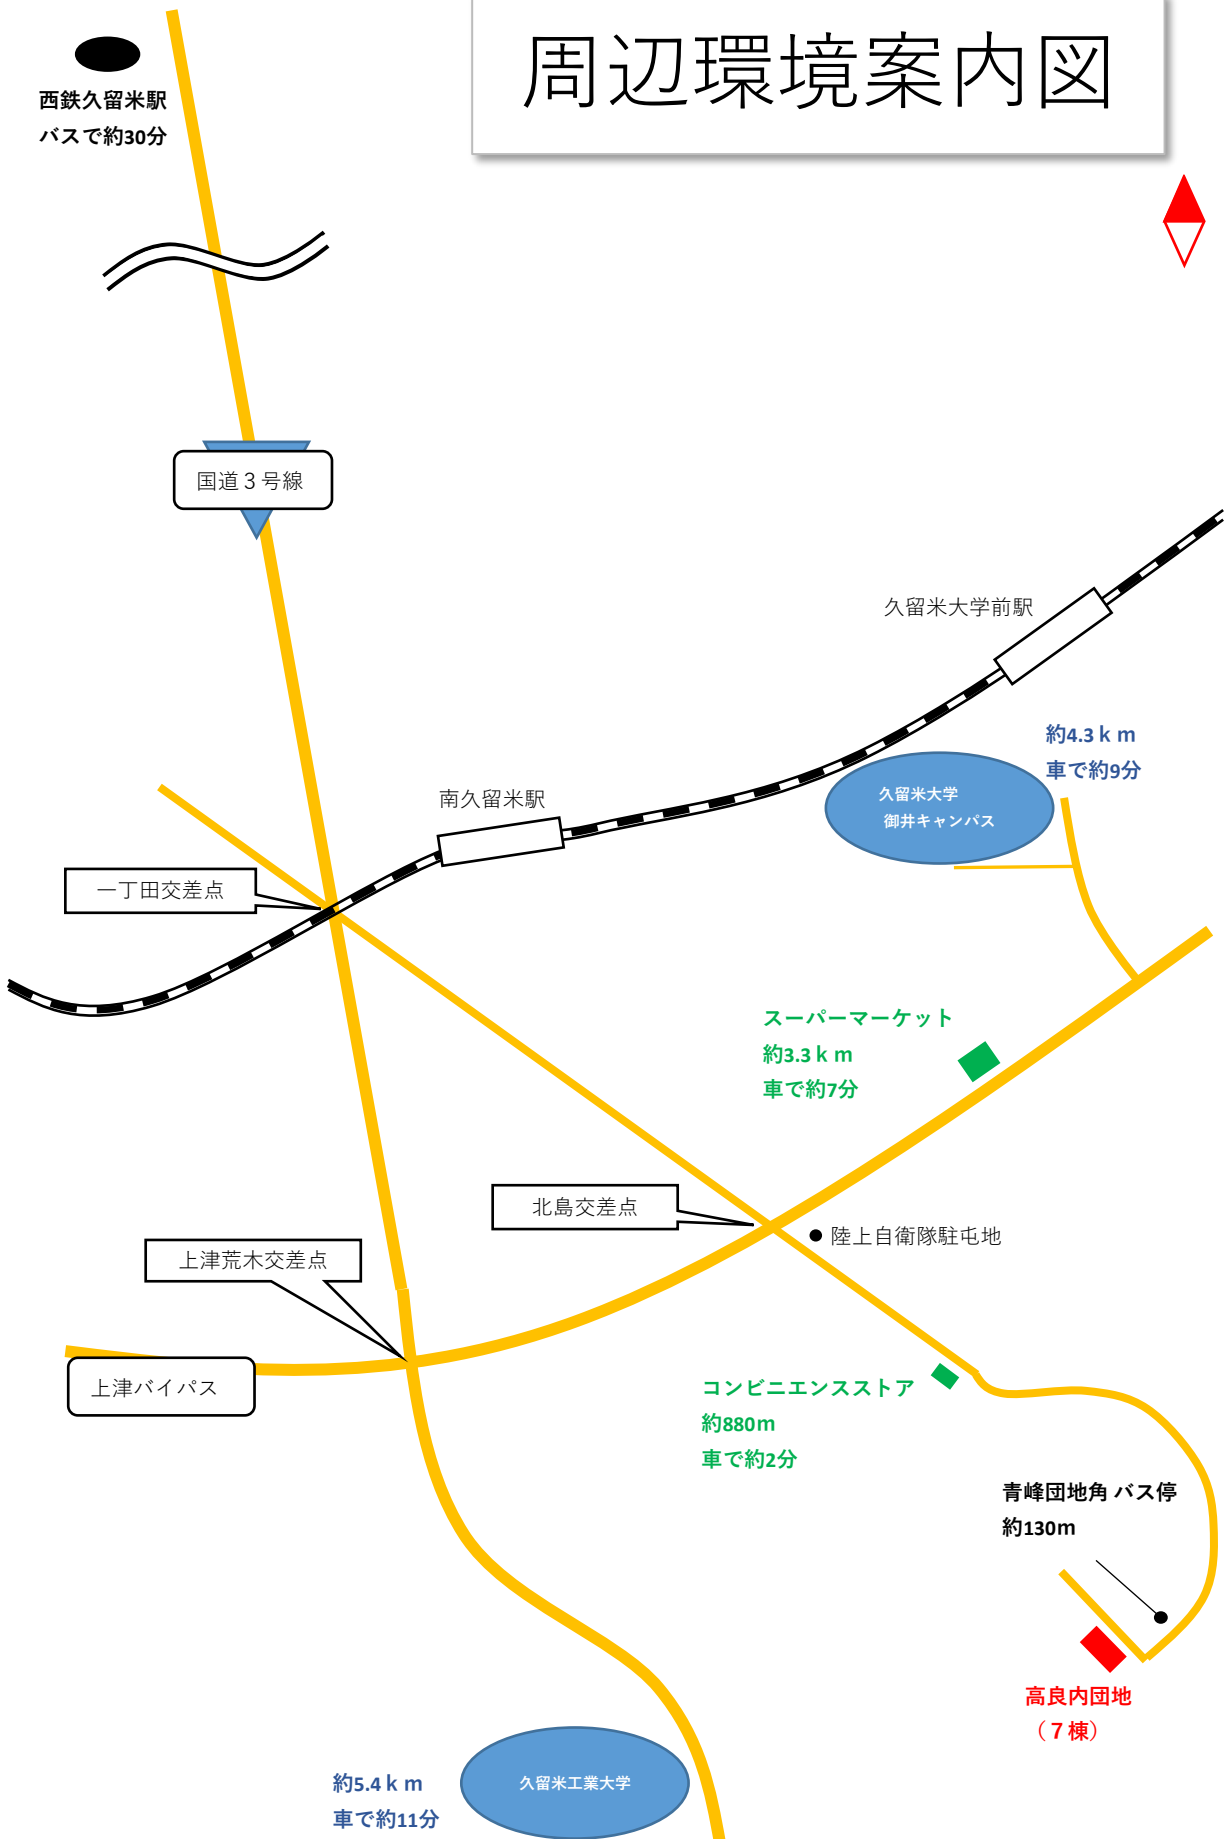 周辺環境案内図
西鉄久留米駅
バスで約30分
国道３号線
久留米大学前駅
約4.3ｋｍ
車で約9分
久留米大学
御井キャンパス
南久留米駅
一丁田交差点
スーパーマーケット
約3.3ｋｍ
車で約7分
北島交差点
陸上自衛隊駐屯地
上津荒木交差点
上津バイパス
コンビニエンスストア
約880m
車で約2分
青峰団地角 バス停
約130m
高良内団地
（７棟）
久留米工業大学
約5.4ｋｍ
車で約11分